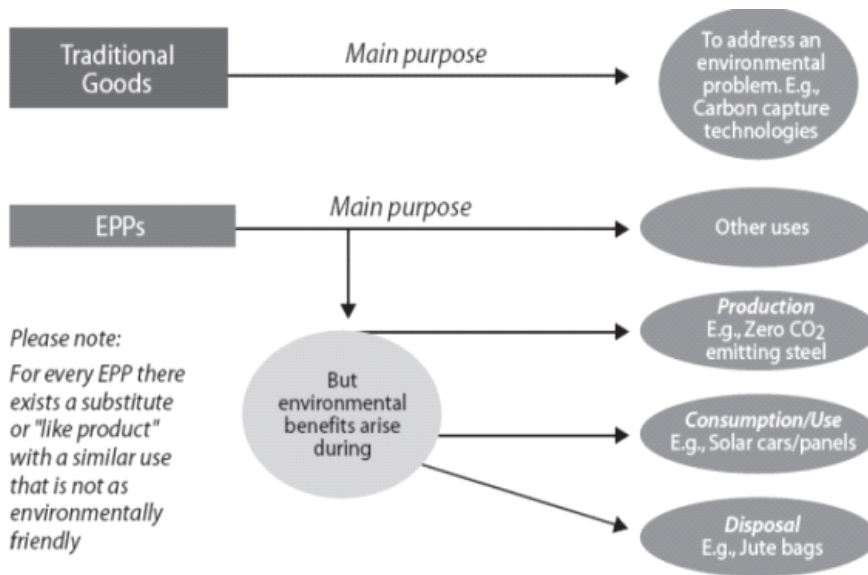 Traditional
Goods
Main purpose
To address an
environmental
problem. E.g.,
Carbon capture
technologies
EPPs
Main purpose
Other uses
Please note:
For every EPP there
exists a substitute
or "like product"
with a similar use
that is not as
environmentally
friendly
But
environmental
benefits arise
during
Production
E.g., Zero CO2
emitting steel
Consumption/Use
E.g., Solar cars/panels
Disposal
E.g., Jute bags